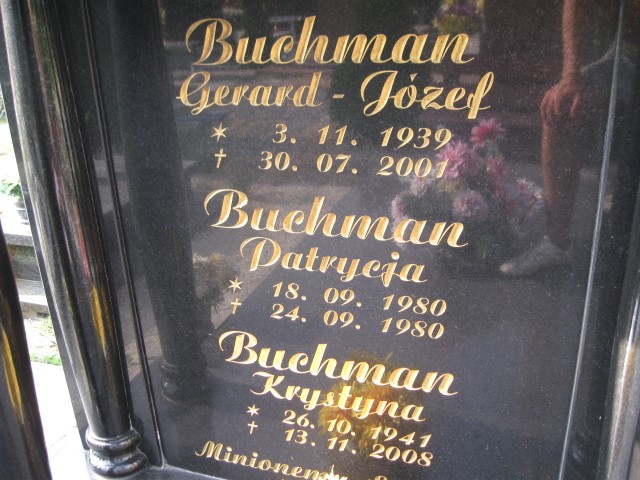 Buchman
Gerard - Józef
* 3. 11. 1939
† 30. 07. 2001
Buchman
Patrycja
* 18. 09. 1980
† 24. 09. 1980
Buchman
Krystyna
* 26. 10. 1941
† 13. 11. 2008